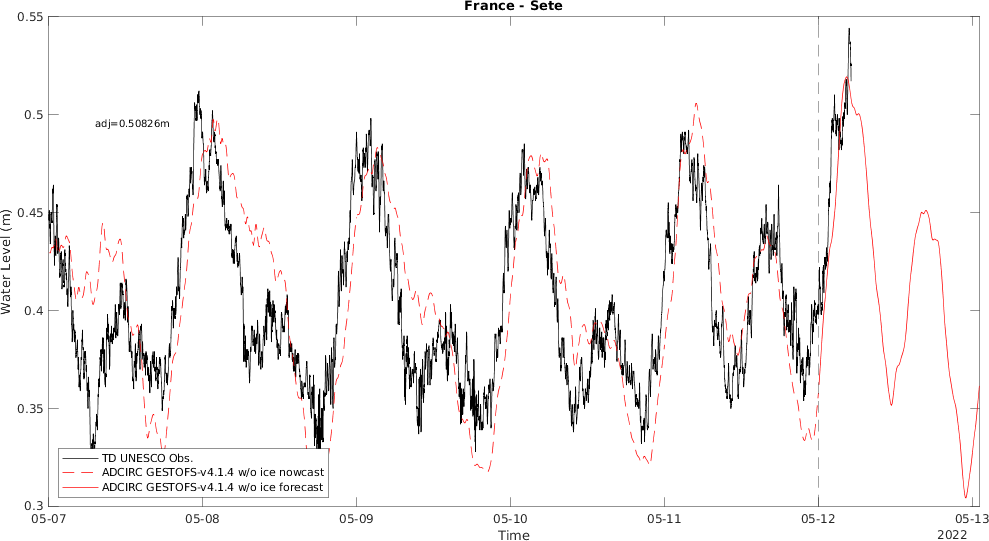 France - Sete
0.55
0.5
0.45
0.4
0.35
0.3
Water Level (m)
adj=0.50826m
TD UNESCO Obs.
ADCIRC GESTOFS-v4.1.4 w/o ice nowcast
ADCIRC GESTOFS-v4.1.4 w/o ice forecast
05-07 05-08 05-09 05-10 05-11 05-12 05-13
Time
2022